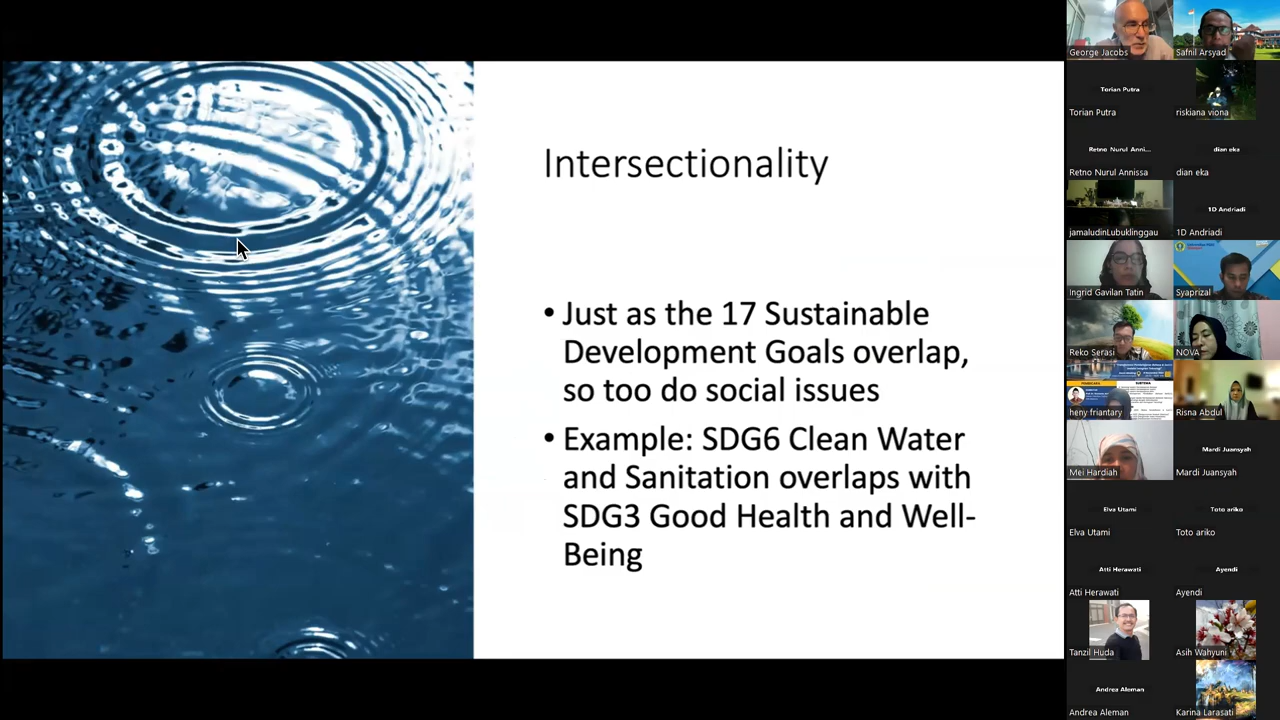 Intersectionality
• Just as the 17 Sustainable
Development Goals overlap,
so too do social issues
• Example: SDG6 Clean Water
and Sanitation overlaps with
SDG3 Good Health and Well-
Being
George Jacobs
Safnil Arsyad
Torian Putra
Torian Putra
riskiana viona
Retno Nurul Anni...
dian eka
Retno Nurul Annissa
dian eka
1D Andriadi
jamaludinLubuklinggau
1D Andriadi
Ingrid Gavilan Tatin
Syaprizal
Reko Serasi
NOVA
heny friantary
Risna Abdul
Mardi Juansyah
Mei Hardiah
Mardi Juansyah
Elva Utami
Toto ariko
Elva Utami
Toto ariko
Atti Herawati
Ayendi
Atti Herawati
Ayendi
Tanzil Huda
Asih Wahyuni
Andrea Aleman
Andrea Aleman
Karina Larasati